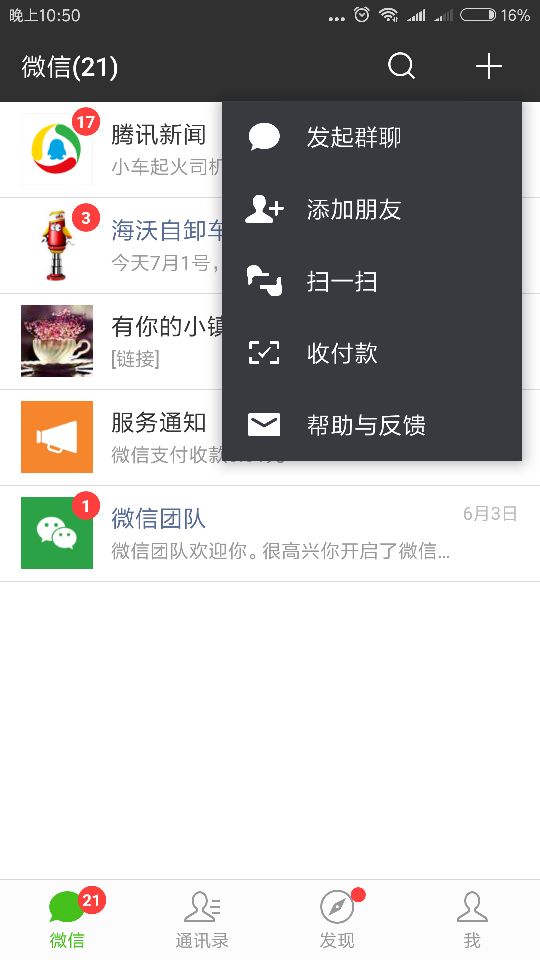 晚上10:50
16%
微信(21)
17
腾讯新闻
小车起火司机
3
海沃自卸车
今天7月1号，
有你的小镇
[链接]
服务通知
微信支付收款
1
微信团队
6月3日
微信团队欢迎你。很高兴你开启了微信...
发起群聊
添加朋友
扫一扫
收付款
帮助与反馈
21
微信
通讯录
发现
我